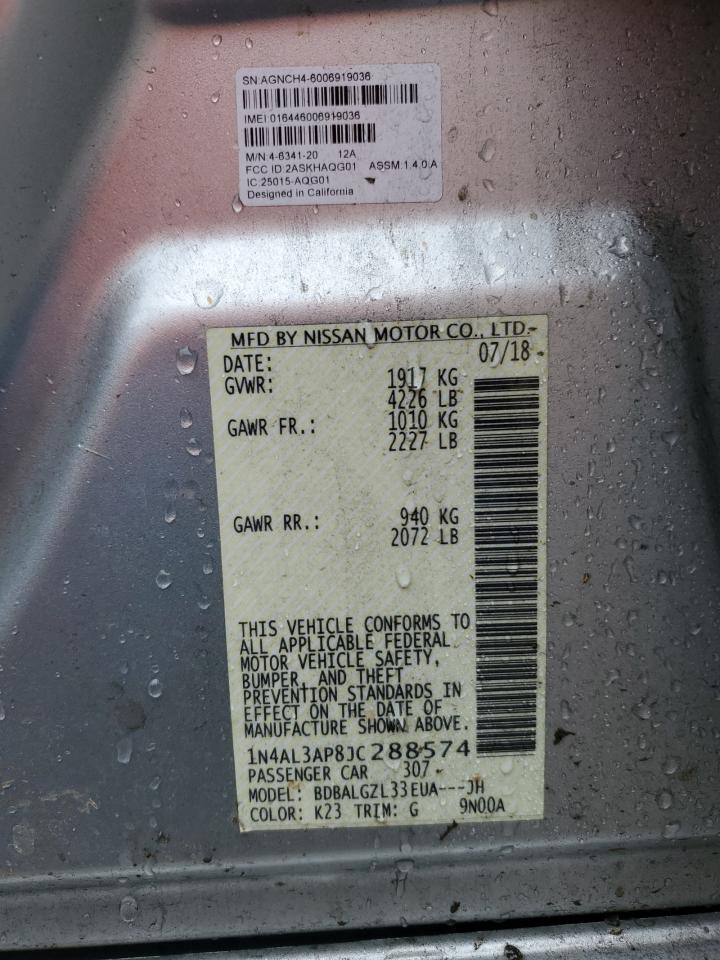 SN:AGNCH4-6006919036
IMEI:016446006919036
M/N:4-6341-20 12A
FCC ID:2ASKHAQG01 ASSM.1.4.0.A
IC:25015-AQG01
Designed in California
MFD BY NISSAN MOTOR CO., LTD.
DATE: 07/18
GVWR: 1917 KG
4226 LB
GAWR FR.: 1010 KG
2227 LB
GAWR RR.: 940 KG
2072 LB
THIS VEHICLE CONFORMS TO
ALL APPLICABLE FEDERAL
MOTOR VEHICLE SAFETY,
BUMPER, AND THEFT
PREVENTION STANDARDS IN
EFFECT ON THE DATE OF
MANUFACTURE SHOWN ABOVE.
1N4AL3AP8JC288574
PASSENGER CAR 307
MODEL: BDBALGZL33EUA---JH
COLOR: K23 TRIM: G 9N00A